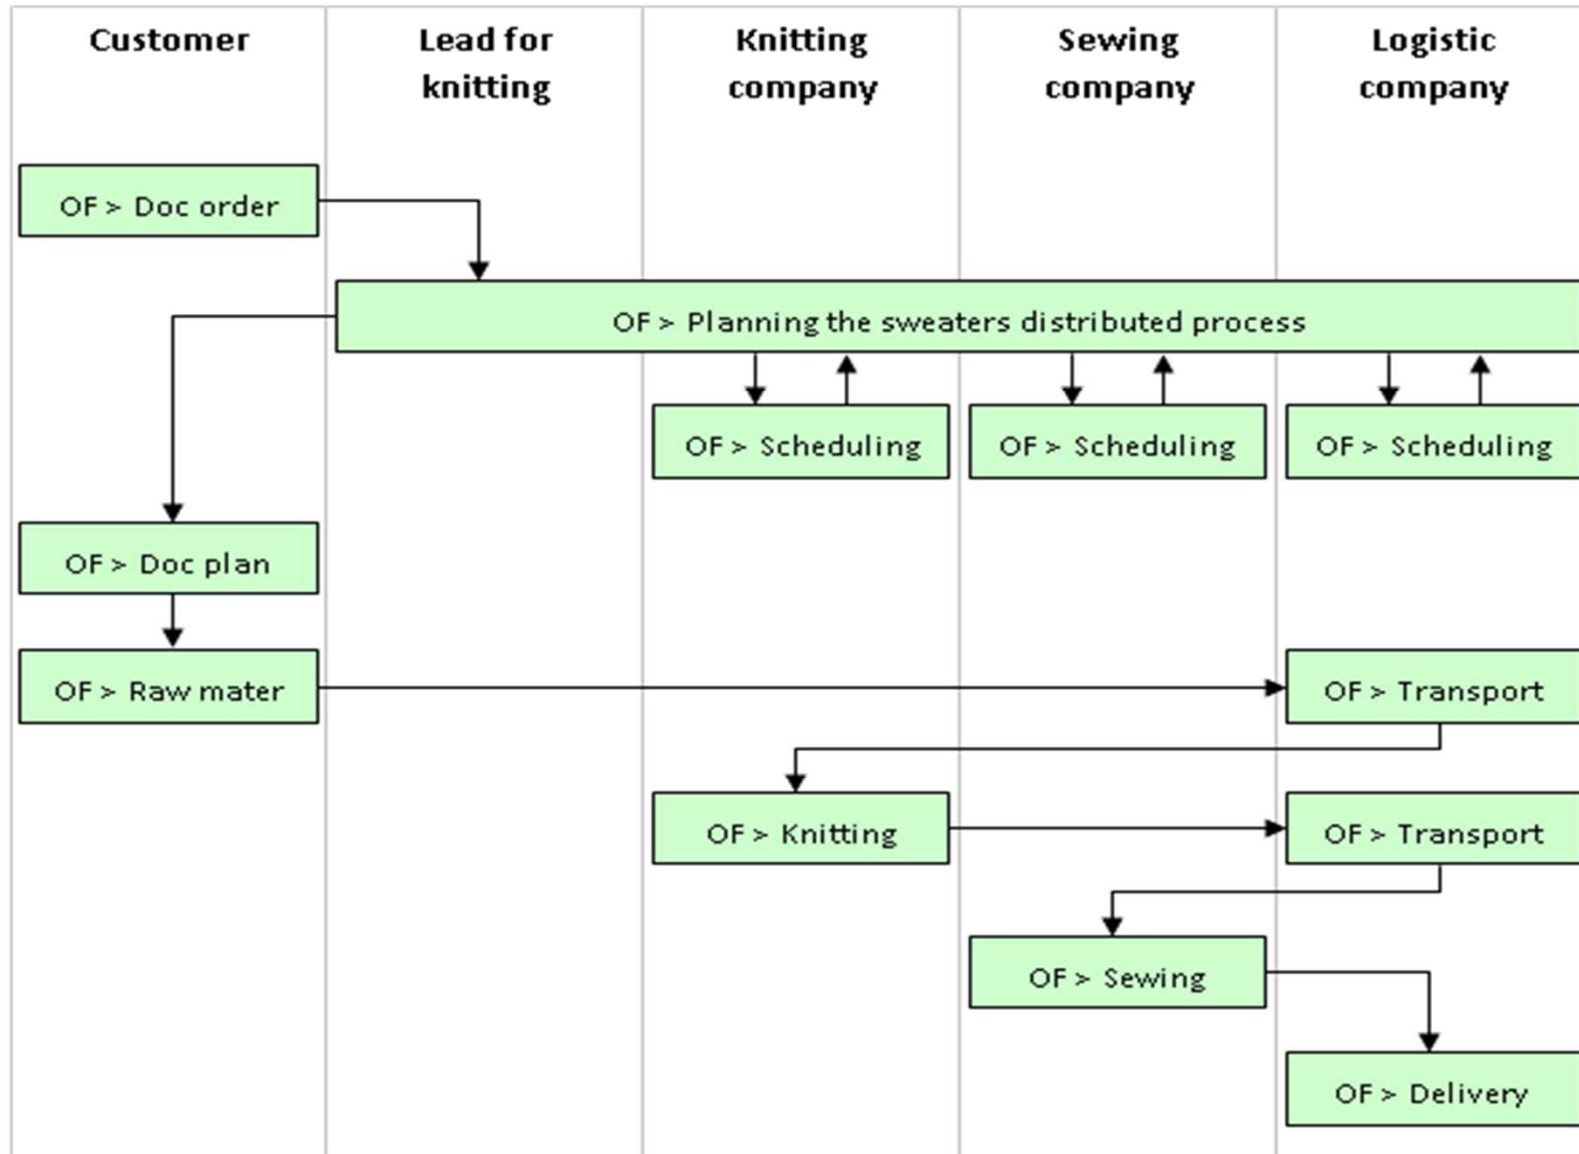 Customer
Lead for
knitting
Knitting
company
Sewing
company
Logistic
company
OF > Doc order
OF > Planning the sweaters distributed process
OF > Scheduling
OF > Scheduling
OF > Scheduling
OF > Doc plan
OF > Raw mater
OF > Transport
OF > Knitting
OF > Transport
OF > Sewing
OF > Delivery